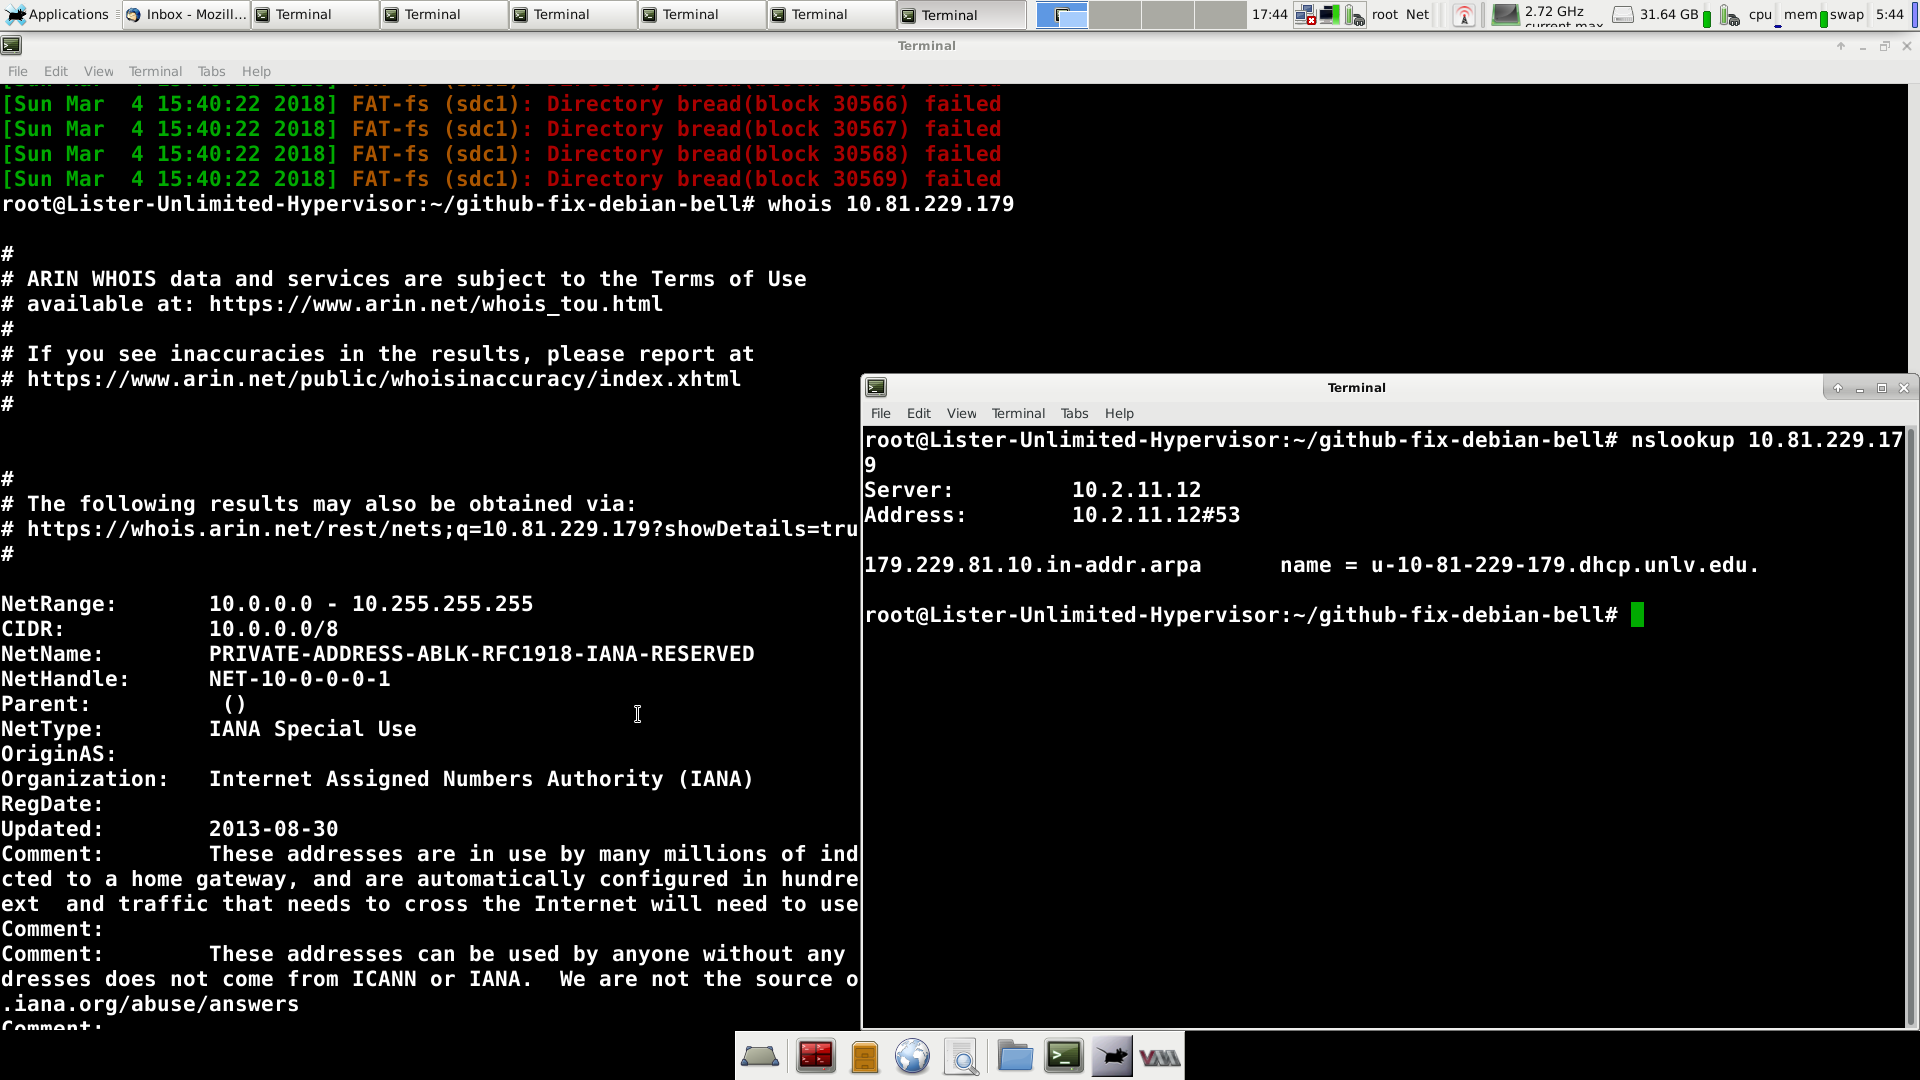 Applications
Inbox - Mozill...
Terminal
Terminal
Terminal
Terminal
Terminal
Terminal
17:44
root Net
2.72 GHz
current max
31.64 GB
cpu
mem
swap
5:44
Terminal
File Edit View Terminal Tabs Help
[Sun Mar  4 15:40:22 2018] FAT-fs (sdc1): Directory bread(block 30566) failed
[Sun Mar  4 15:40:22 2018] FAT-fs (sdc1): Directory bread(block 30567) failed
[Sun Mar  4 15:40:22 2018] FAT-fs (sdc1): Directory bread(block 30568) failed
[Sun Mar  4 15:40:22 2018] FAT-fs (sdc1): Directory bread(block 30569) failed
root@Lister-Unlimited-Hypervisor:~/github-fix-debian-bell# whois 10.81.229.179
#
# ARIN WHOIS data and services are subject to the Terms of Use
# available at: https://www.arin.net/whois_tou.html
#
# If you see inaccuracies in the results, please report at
# https://www.arin.net/public/whoisinaccuracy/index.xhtml
#
#
# The following results may also be obtained via:
# https://whois.arin.net/rest/nets;q=10.81.229.179?showDetails=tru
#
NetRange:       10.0.0.0 - 10.255.255.255
CIDR:           10.0.0.0/8
NetName:        PRIVATE-ADDRESS-ABLK-RFC1918-IANA-RESERVED
NetHandle:      NET-10-0-0-0-1
Parent:          ()
NetType:        IANA Special Use
OriginAS:
Organization:   Internet Assigned Numbers Authority (IANA)
RegDate:
Updated:        2013-08-30
Comment:        These addresses are in use by many millions of ind
cted to a home gateway, and are automatically configured in hundre
ext  and traffic that needs to cross the Internet will need to use
Comment:
Comment:        These addresses can be used by anyone without any
dresses does not come from ICANN or IANA.  We are not the source o
.iana.org/abuse/answers
Comment:
Terminal
File Edit View Terminal Tabs Help
root@Lister-Unlimited-Hypervisor:~/github-fix-debian-bell# nslookup 10.81.229.17
9
Server:         10.2.11.12
Address:        10.2.11.12#53
179.229.81.10.in-addr.arpa      name = u-10-81-229-179.dhcp.unlv.edu.
root@Lister-Unlimited-Hypervisor:~/github-fix-debian-bell#